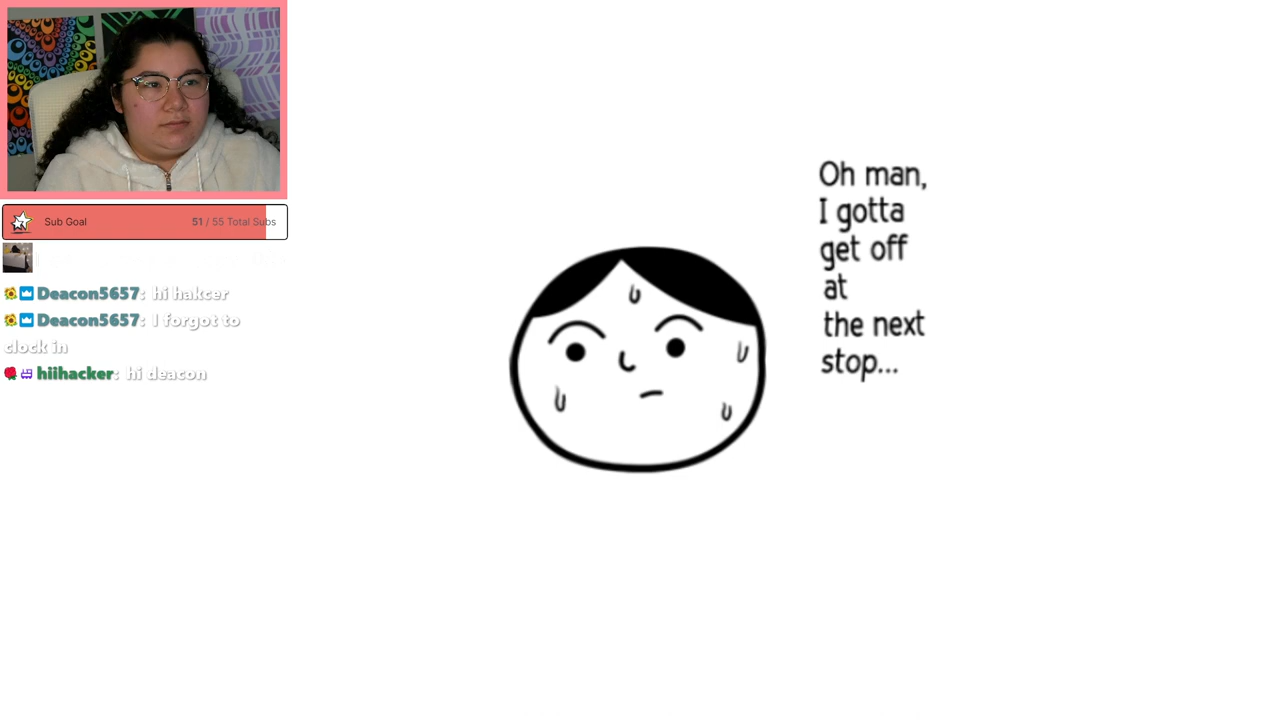 Sub Goal
51 / 55 Total Subs
Deacon5657: hi hakcer
Deacon5657: I forgot to
clock in
hiihacker: hi deacon
Oh man,
I gotta
get off
at
the next
stop...